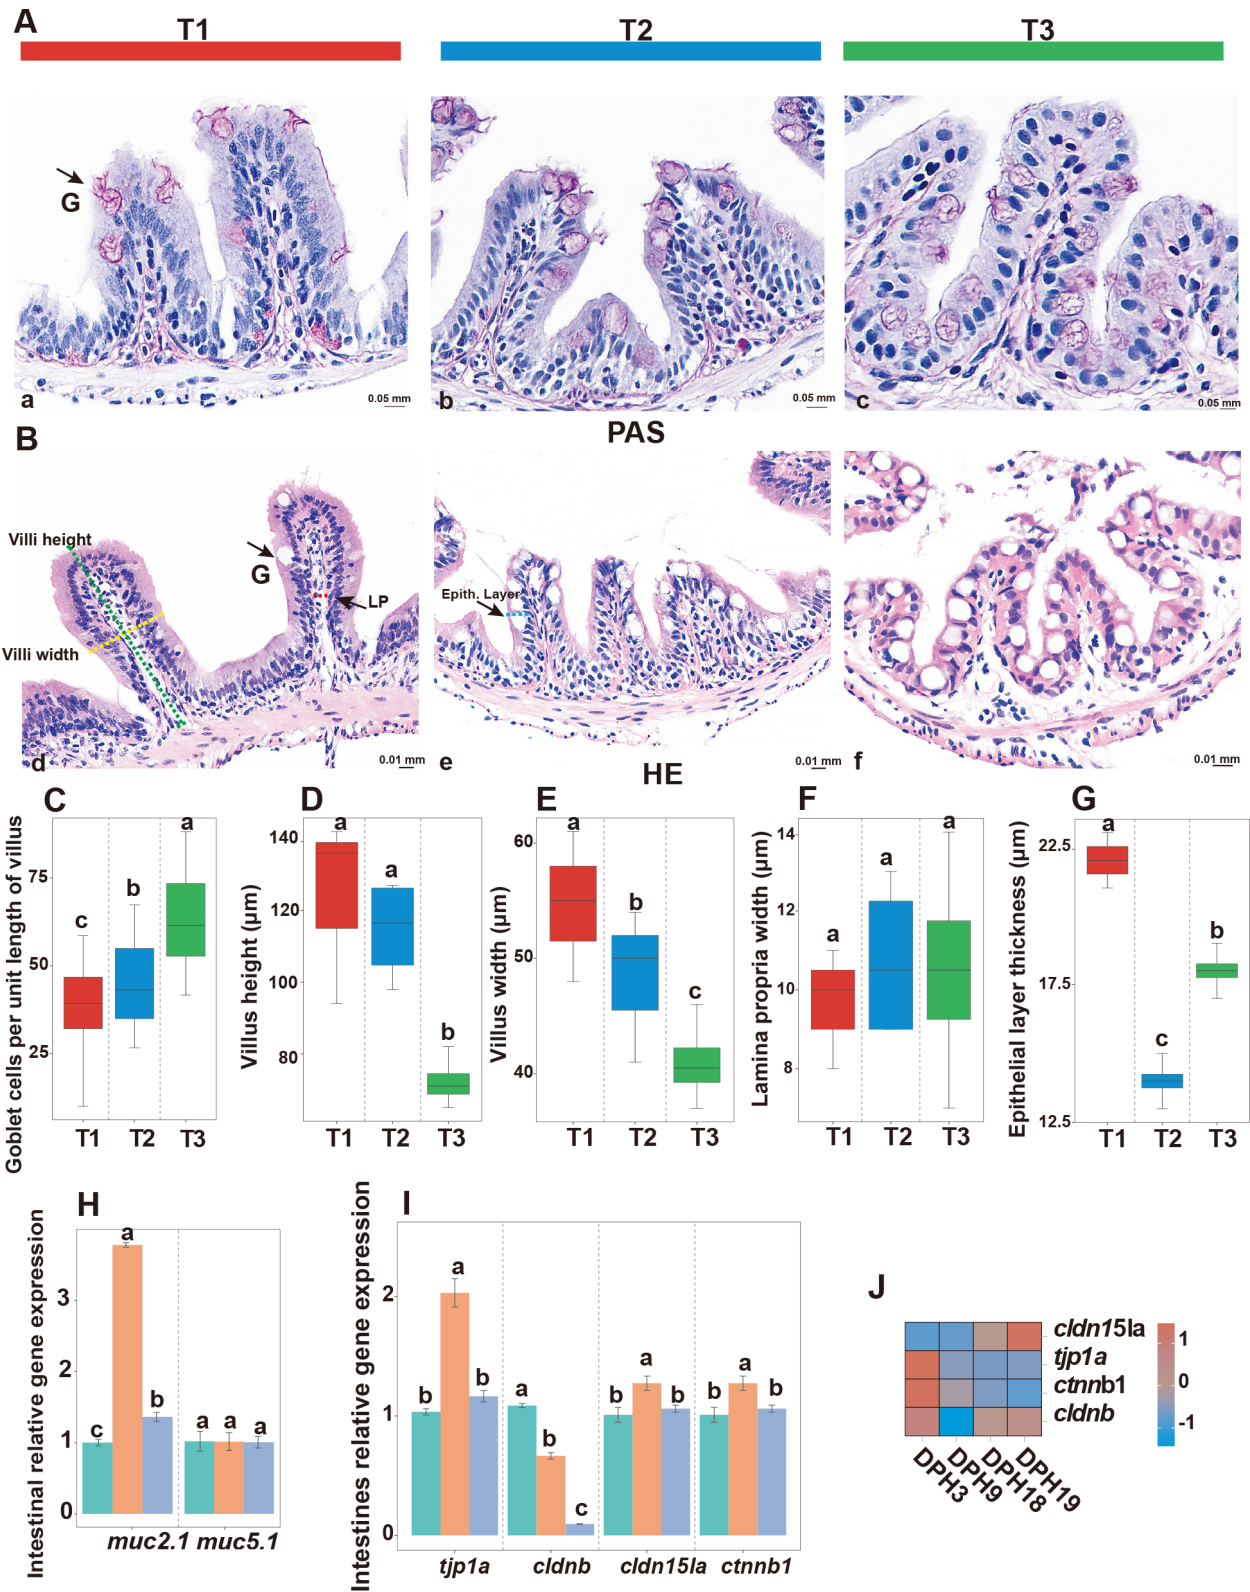 A
T1
T2
T3
G
a
0.05 mm
b
0.05 mm
c
0.05 mm
B
PAS
Villi height
Villi width
G
LP
d
0.01 mm
Epith. Layer
e
0.01 mm
f
0.01 mm
HE
C
Goblet cells per unit length of villus
75
50
25
c
b
a
T1
T2
T3
D
Villus height (μm)
140
120
100
80
a
a
b
T1
T2
T3
E
Villus width (μm)
60
50
40
a
b
c
T1
T2
T3
F
Lamina propria width (μm)
14
12
10
8
a
a
a
T1
T2
T3
G
Epithelial layer thickness (μm)
22.5
17.5
12.5
a
c
b
T1
T2
T3
H
Intestinal relative gene expression
3
2
1
0
c
a
b
a
a
a
muc2.1
muc5.1
I
Intestines relative gene expression
2
1
0
b
a
b
a
b
c
b
a
b
b
a
b
tjp1a
cldnb
cldn15la
ctnnb1
J
cldn15la
tjp1a
ctnnb1
cldnb
DPH3
DPH9
DPH18
DPH19
1
0
-1